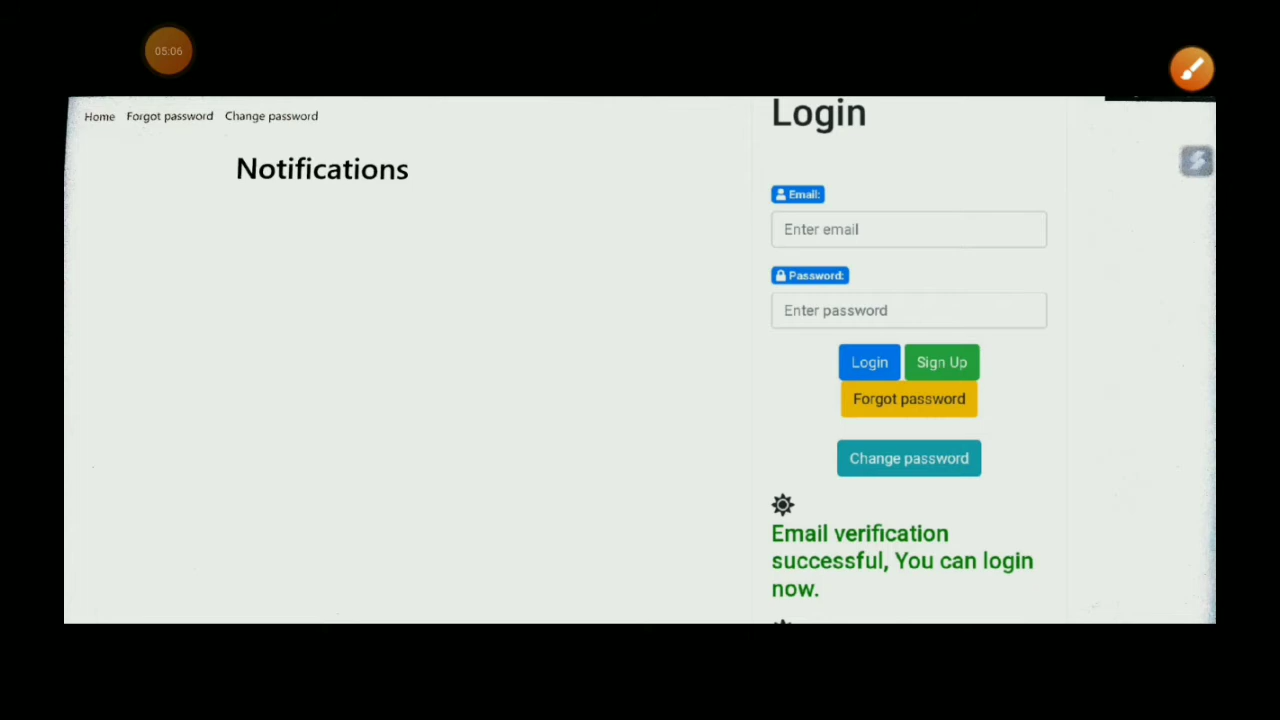 05:06
Home Forgot password Change password
Notifications
Login
Email:
Enter email
Password:
Enter password
Login Sign Up
Forgot password
Change password
Email verification
successful, You can login
now.